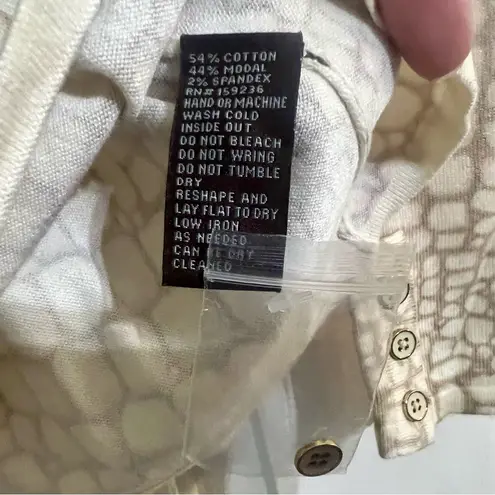 54% COTTON
44% MODAL
2% SPANDEX
RN# 159236
HAND OR MACHINE
WASH COLD
INSIDE OUT
DO NOT BLEACH
DO NOT WRING
DO NOT TUMBLE
DRY
RESHAPE AND
LAY FLAT TO DRY
LOW IRON
AS NEEDED
CAN BE DRY
CLEANED